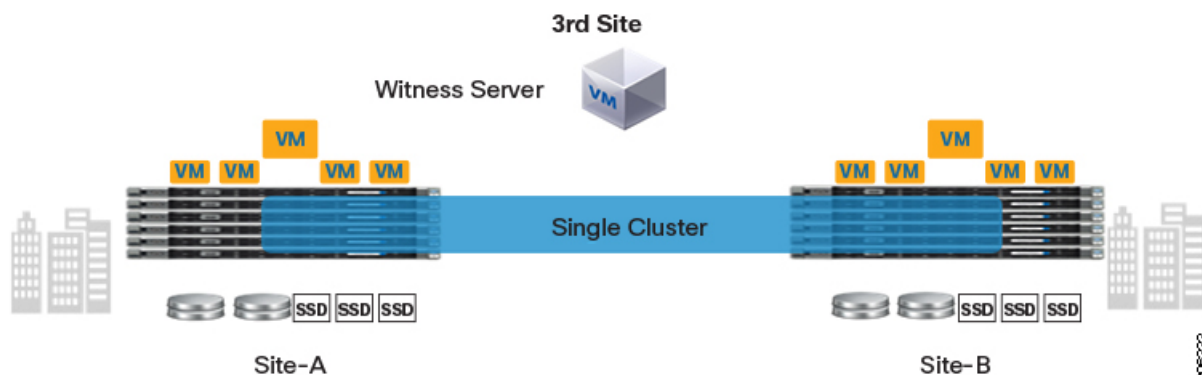 3rd Site
Witness Server
VM
VM
VM
VM VM VM VM
VM VM VM VM
Single Cluster
SSD SSD SSD
SSD SSD SSD
Site-A
Site-B